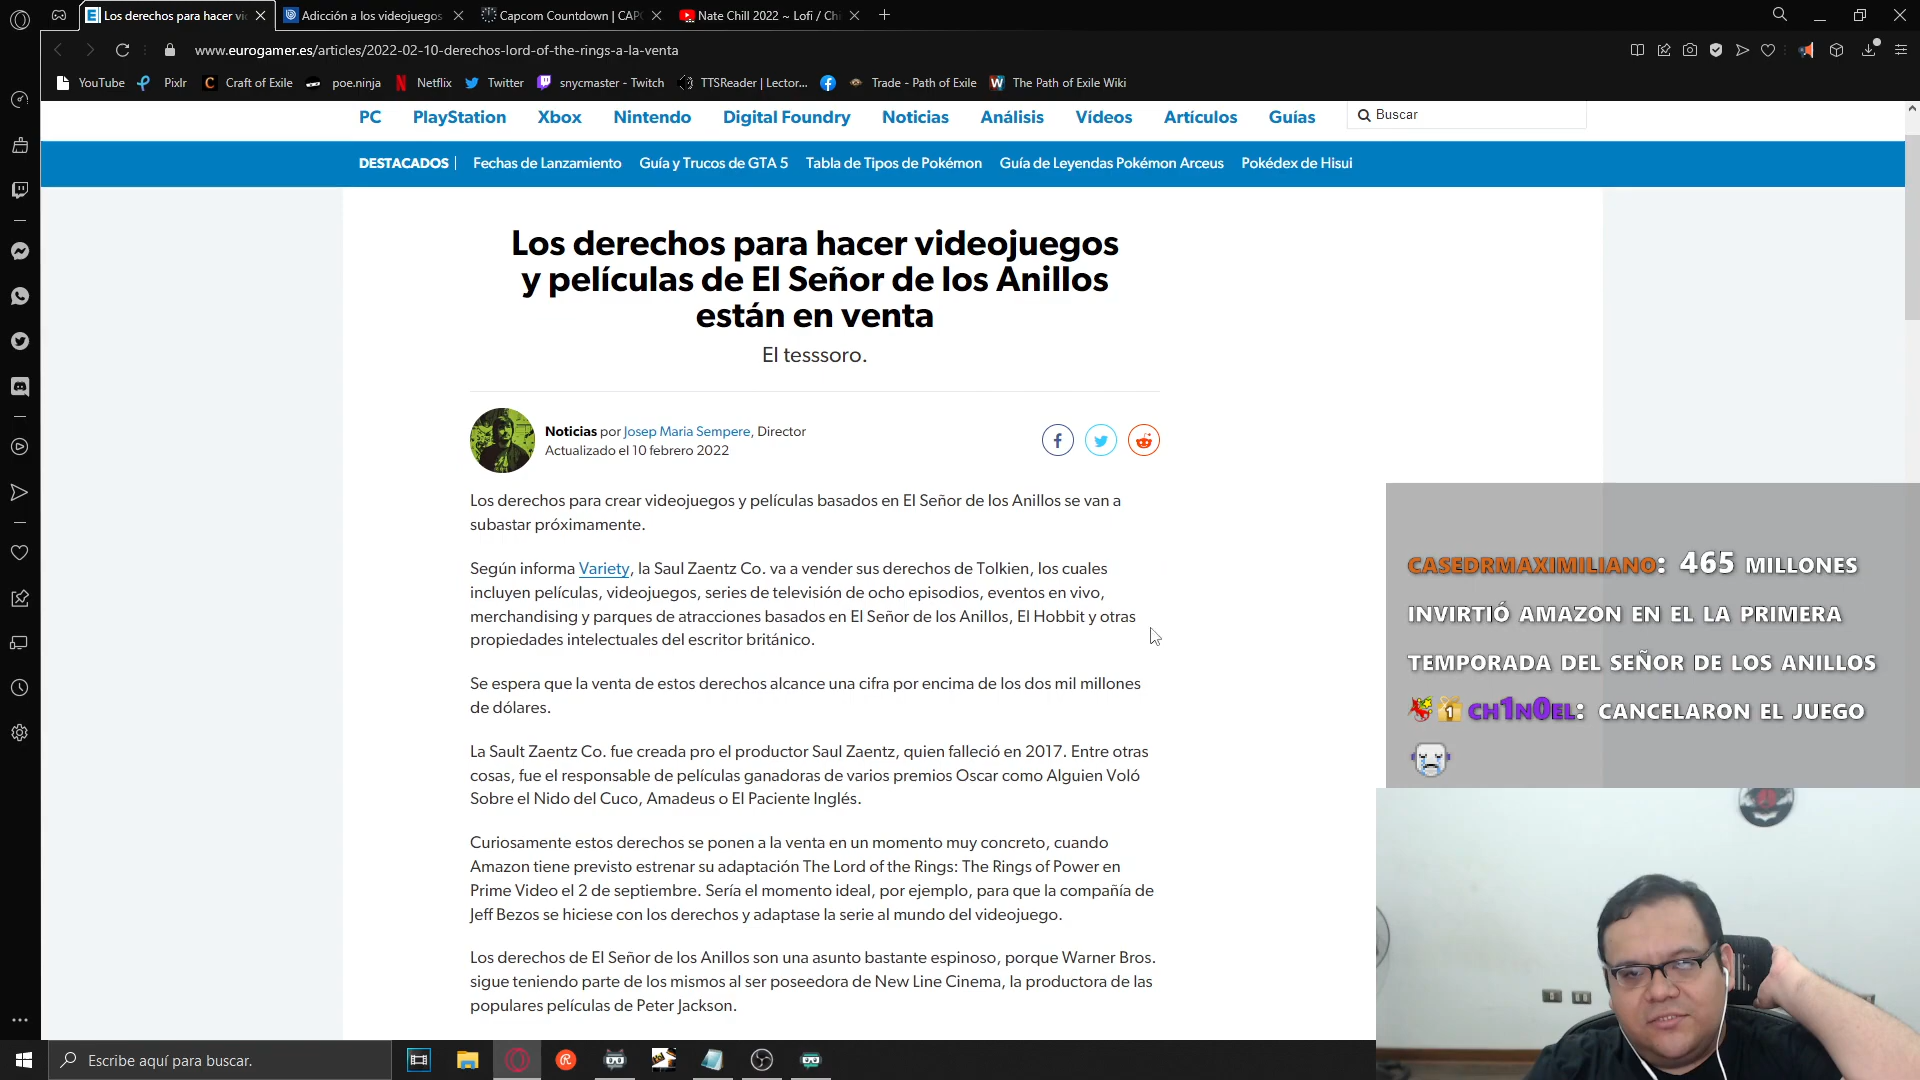 Los derechos para hacer vi
Adicción a los videojuegos
Capcom Countdown | CAPC
Nate Chill 2022 ~ Lofi / Chi
www.eurogamer.es/articles/2022-02-10-derechos-lord-of-the-rings-a-la-venta
YouTube
Pixlr
Craft of Exile
poe.ninja
Netflix
Twitter
snycmaster - Twitch
TTSReader | Lector...
Trade - Path of Exile
The Path of Exile Wiki
PC PlayStation Xbox Nintendo Digital Foundry Noticias Análisis Vídeos Artículos Guías
Buscar
DESTACADOS | Fechas de Lanzamiento Guía y Trucos de GTA 5 Tabla de Tipos de Pokémon Guía de Leyendas Pokémon Arceus Pokédex de Hisui
Los derechos para hacer videojuegos
y películas de El Señor de los Anillos
están en venta
El tesssoro.
Noticias por Josep Maria Sempere, Director
Actualizado el 10 febrero 2022
Los derechos para crear videojuegos y películas basados en El Señor de los Anillos se van a
subastar próximamente.
Según informa Variety, la Saul Zaentz Co. va a vender sus derechos de Tolkien, los cuales
incluyen películas, videojuegos, series de televisión de ocho episodios, eventos en vivo,
merchandising y parques de atracciones basados en El Señor de los Anillos, El Hobbit y otras
propiedades intelectuales del escritor británico.
Se espera que la venta de estos derechos alcance una cifra por encima de los dos mil millones
de dólares.
La Sault Zaentz Co. fue creada pro el productor Saul Zaentz, quien falleció en 2017. Entre otras
cosas, fue el responsable de películas ganadoras de varios premios Oscar como Alguien Voló
Sobre el Nido del Cuco, Amadeus o El Paciente Inglés.
Curiosamente estos derechos se ponen a la venta en un momento muy concreto, cuando
Amazon tiene previsto estrenar su adaptación The Lord of the Rings: The Rings of Power en
Prime Video el 2 de septiembre. Sería el momento ideal, por ejemplo, para que la compañía de
Jeff Bezos se hiciese con los derechos y adaptase la serie al mundo del videojuego.
Los derechos de El Señor de los Anillos son una asunto bastante espinoso, porque Warner Bros.
sigue teniendo parte de los mismos al ser poseedora de New Line Cinema, la productora de las
populares películas de Peter Jackson.
CASEDRMAXIMILIANO: 465 MILLONES
INVIRTIÓ AMAZON EN EL LA PRIMERA
TEMPORADA DEL SEÑOR DE LOS ANILLOS
1 CH1N0EL: CANCELARON EL JUEGO
Escribe aquí para buscar.